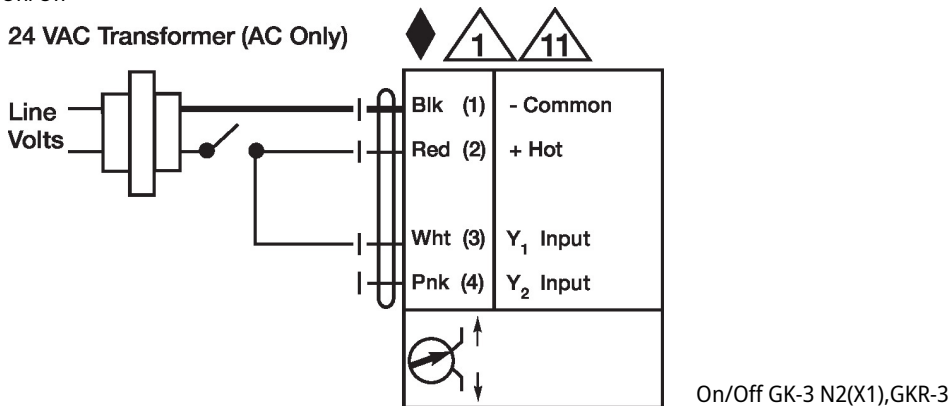 24 VAC Transformer (AC Only)
1
11
Line
Volts
Blk (1) - Common
Red (2) + Hot
Wht (3) Y₁ Input
Pnk (4) Y₂ Input
On/Off GK-3 N2(X1),GKR-3